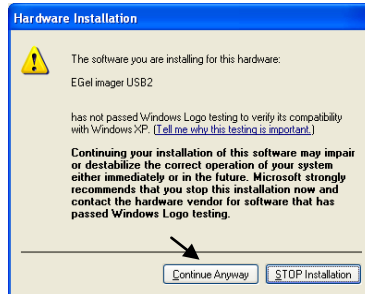 Hardware Installation
The software you are installing for this hardware:
EGel imager USB2
has not passed Windows Logo testing to verify its compatibility
with Windows XP. (Tell me why this testing is important.)
Continuing your installation of this software may impair
or destabilize the correct operation of your system
either immediately or in the future. Microsoft strongly
recommends that you stop this installation now and
contact the hardware vendor for software that has
passed Windows Logo testing.
Continue Anyway
STOP Installation